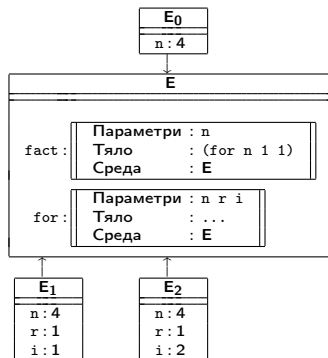 E₀
n : 4
E
fact :
Параметри : n
Тяло : (for n 1 1)
Среда : E
for :
Параметри : n r i
Тяло : ...
Среда : E
E₁
n : 4
r : 1
i : 1
E₂
n : 4
r : 1
i : 2